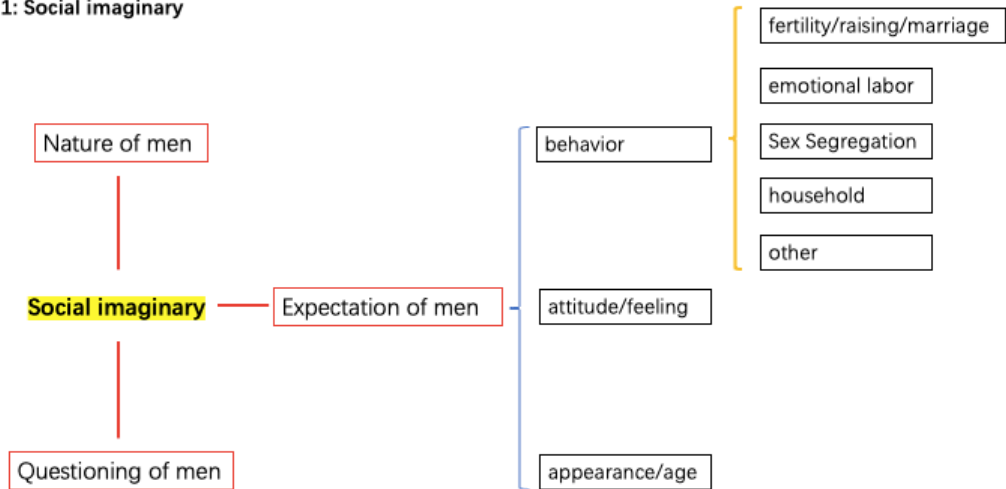 1: Social imaginary
Nature of men
Social imaginary
Questioning of men
Expectation of men
behavior
attitude/feeling
appearance/age
fertility/raising/marriage
emotional labor
Sex Segregation
household
other